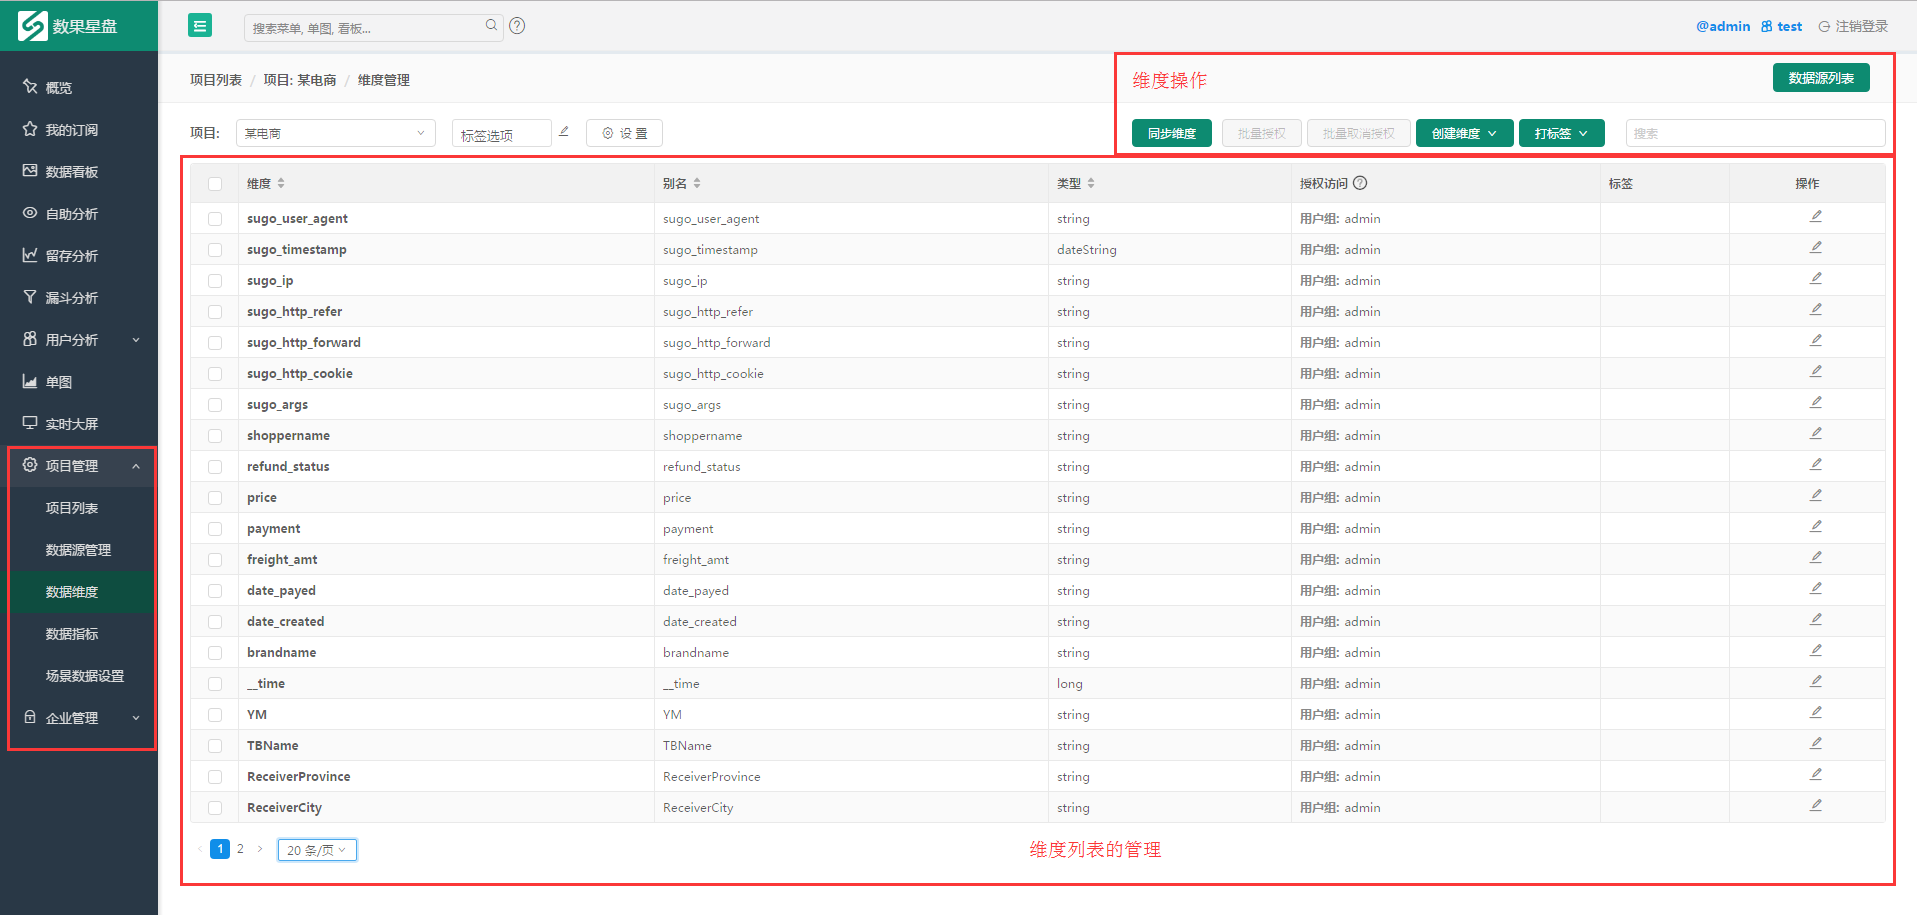 数果星盘
搜索菜单, 单图, 看板...
@admin test 注销登录
概览
我的订阅
数据看板
自助分析
留存分析
漏斗分析
用户分析
单图
实时大屏
项目管理
项目列表
数据源管理
数据维度
数据指标
场景数据设置
企业管理
项目列表 / 项目: 某电商 / 维度管理
维度操作
数据源列表
项目: 某电商 标签选项 设 置
同步维度 批量授权 批量取消授权 创建维度 打标签 搜索
维度 别名 类型 授权访问 标签 操作
sugo_user_agent sugo_user_agent string 用户组: admin
sugo_timestamp sugo_timestamp dateString 用户组: admin
sugo_ip sugo_ip string 用户组: admin
sugo_http_refer sugo_http_refer string 用户组: admin
sugo_http_forward sugo_http_forward string 用户组: admin
sugo_http_cookie sugo_http_cookie string 用户组: admin
sugo_args sugo_args string 用户组: admin
shoppername shoppername string 用户组: admin
refund_status refund_status string 用户组: admin
price price string 用户组: admin
payment payment string 用户组: admin
freight_amt freight_amt string 用户组: admin
date_payed date_payed string 用户组: admin
date_created date_created string 用户组: admin
brandname brandname string 用户组: admin
__time __time long 用户组: admin
YM YM string 用户组: admin
TBName TBName string 用户组: admin
ReceiverProvince ReceiverProvince string 用户组: admin
ReceiverCity ReceiverCity string 用户组: admin
1 2 20 条/页
维度列表的管理